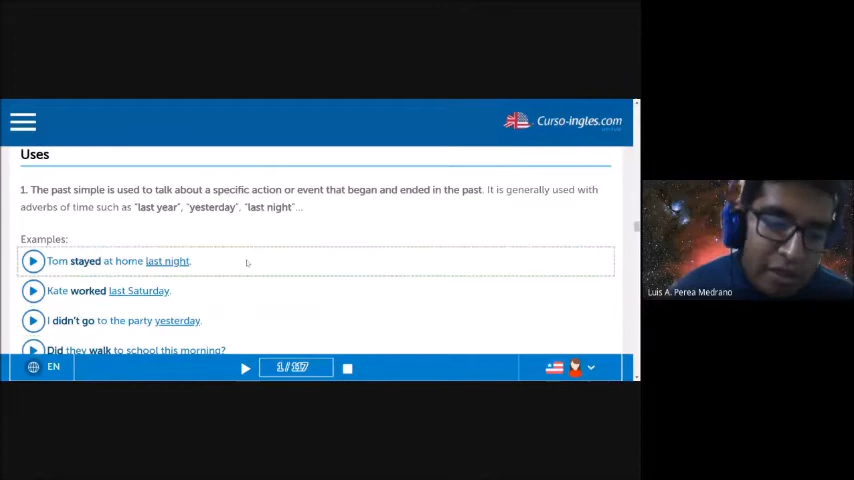 Curso-ingles.com
Uses
1. The past simple is used to talk about a specific action or event that began and ended in the past. It is generally used with
adverbs of time such as "last year", "yesterday", "last night"...
Examples:
Tom stayed at home last night.
Kate worked last Saturday.
I didn't go to the party yesterday.
Did they walk to school this morning?
EN
1 / 117
Luis A. Perea Medrano